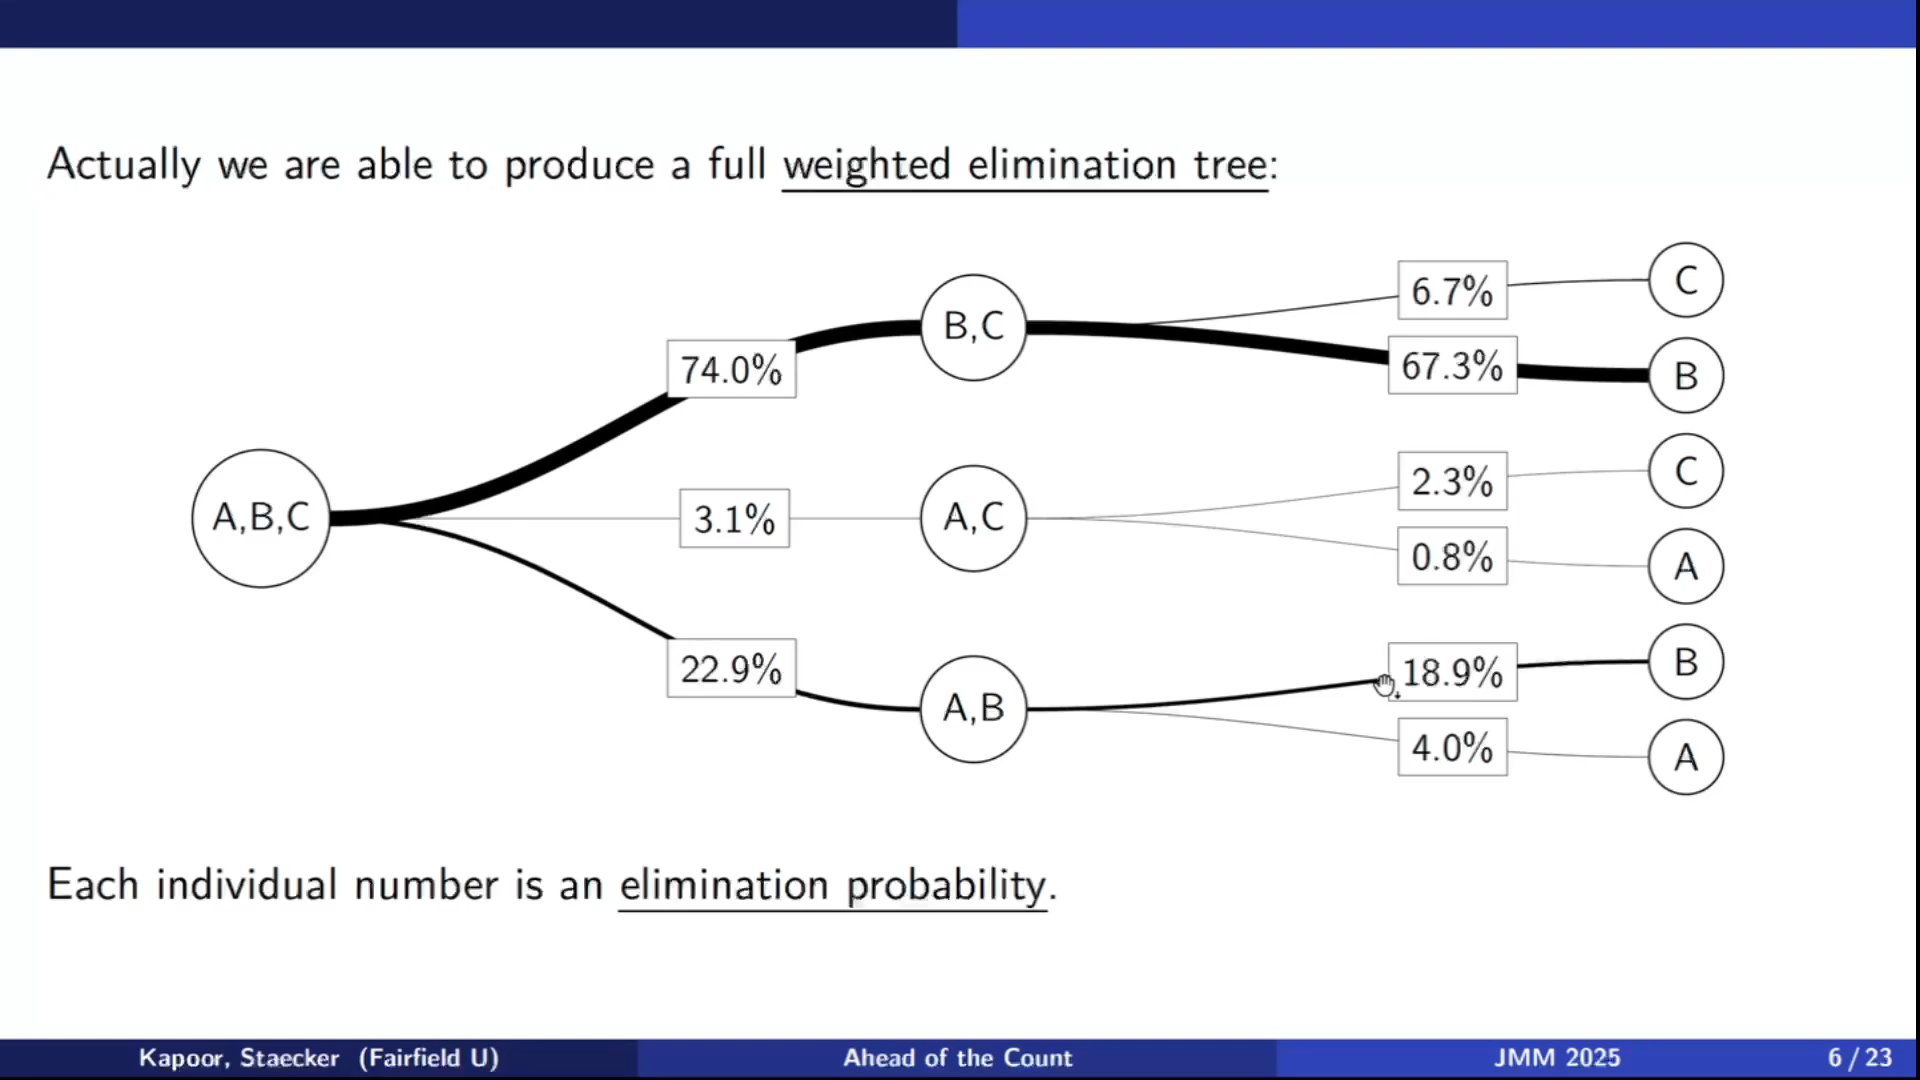 Actually we are able to produce a full weighted elimination tree:
A,B,C
74.0%
3.1%
22.9%
B,C
A,C
A,B
6.7%
67.3%
2.3%
0.8%
18.9%
4.0%
C
B
C
A
B
A
Each individual number is an elimination probability.
Kapoor, Staecker (Fairfield U)
Ahead of the Count
JMM 2025
6 / 23